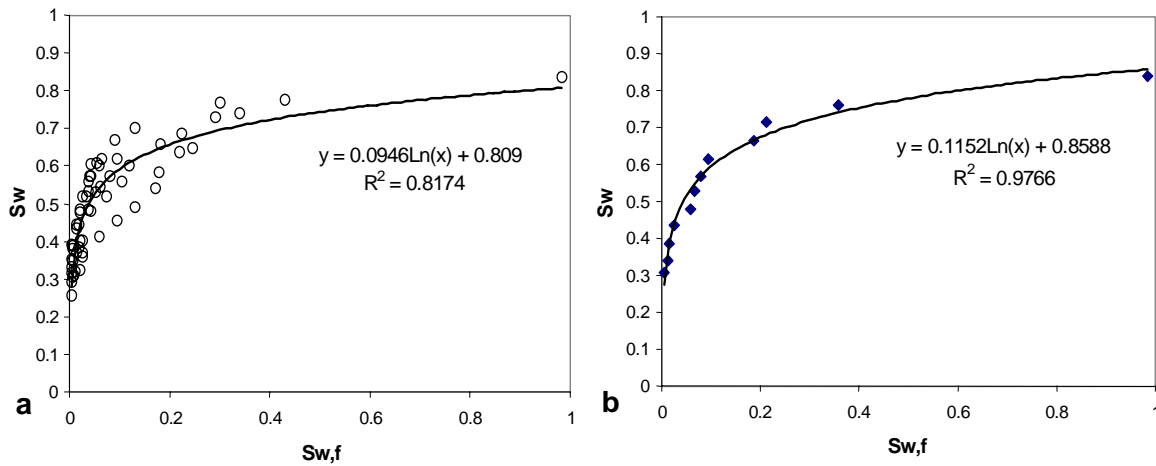 1
0.9
0.8
0.7
0.6
0.5
0.4
0.3
0.2
0.1
0
Sw
y = 0.0946Ln(x) + 0.809
R² = 0.8174
0 0.2 0.4 0.6 0.8 1
Sw,f
a
1
0.9
0.8
0.7
0.6
0.5
0.4
0.3
0.2
0.1
0
Sw
y = 0.1152Ln(x) + 0.8588
R² = 0.9766
0 0.2 0.4 0.6 0.8 1
Sw,f
b